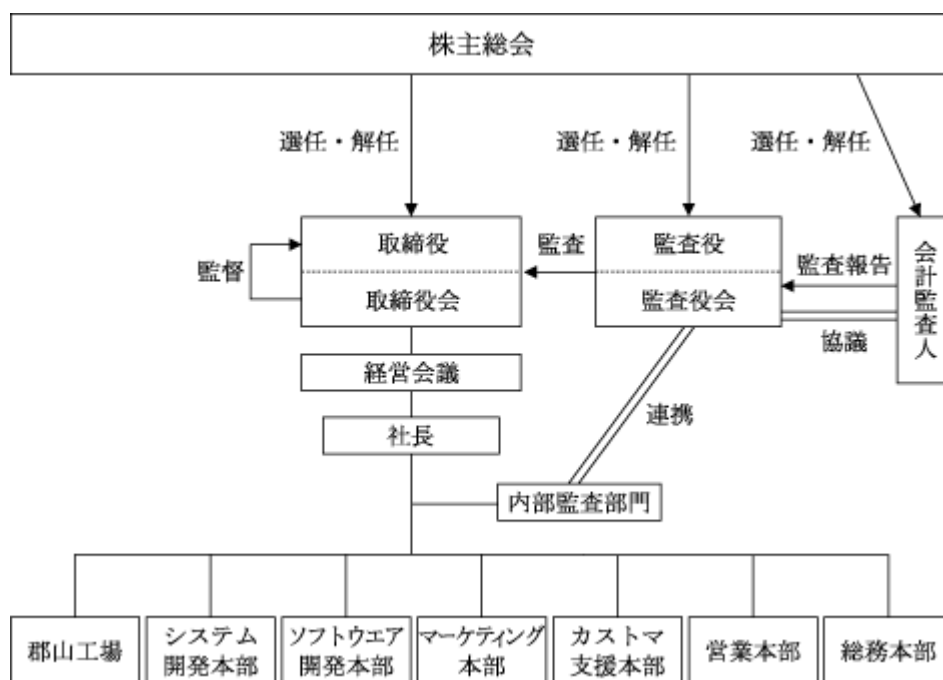 株主総会
選任・解任
選任・解任
選任・解任
取締役
取締役会
監督
監査
監査役
監査役会
監査報告
協議
会計監査人
経営会議
社長
連携
内部監査部門
郡山工場
システム
開発本部
ソフトウエア
開発本部
マーケティング
本部
カストマ
支援本部
営業本部
総務本部